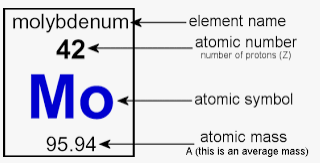 molybdenum element name
42 atomic number
number of protons (Z)
Mo atomic symbol
95.94 atomic mass
A (this is an average mass)